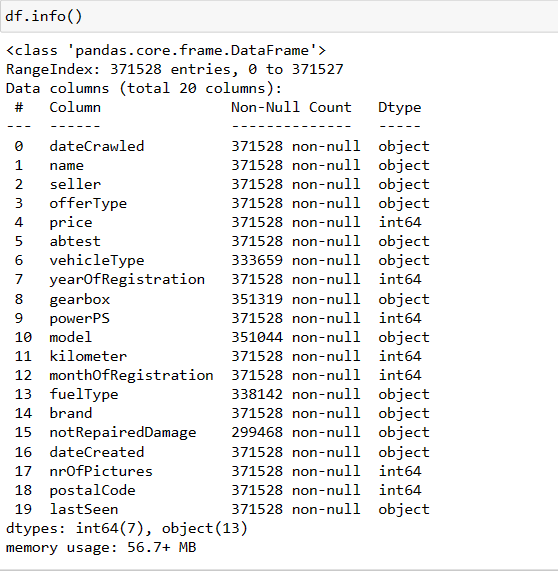 df.info()
<class 'pandas.core.frame.DataFrame'>
RangeIndex: 371528 entries, 0 to 371527
Data columns (total 20 columns):
 #   Column               Non-Null Count   Dtype
---  ------               --------------   -----
 0   dateCrawled          371528 non-null  object
 1   name                 371528 non-null  object
 2   seller               371528 non-null  object
 3   offerType            371528 non-null  object
 4   price                371528 non-null  int64
 5   abtest               371528 non-null  object
 6   vehicleType          333659 non-null  object
 7   yearOfRegistration   371528 non-null  int64
 8   gearbox              351319 non-null  object
 9   powerPS              371528 non-null  int64
 10  model                351044 non-null  object
 11  kilometer            371528 non-null  int64
 12  monthOfRegistration  371528 non-null  int64
 13  fuelType             338142 non-null  object
 14  brand                371528 non-null  object
 15  notRepairedDamage    299468 non-null  object
 16  dateCreated          371528 non-null  object
 17  nrOfPictures         371528 non-null  int64
 18  postalCode           371528 non-null  int64
 19  lastSeen             371528 non-null  object
dtypes: int64(7), object(13)
memory usage: 56.7+ MB